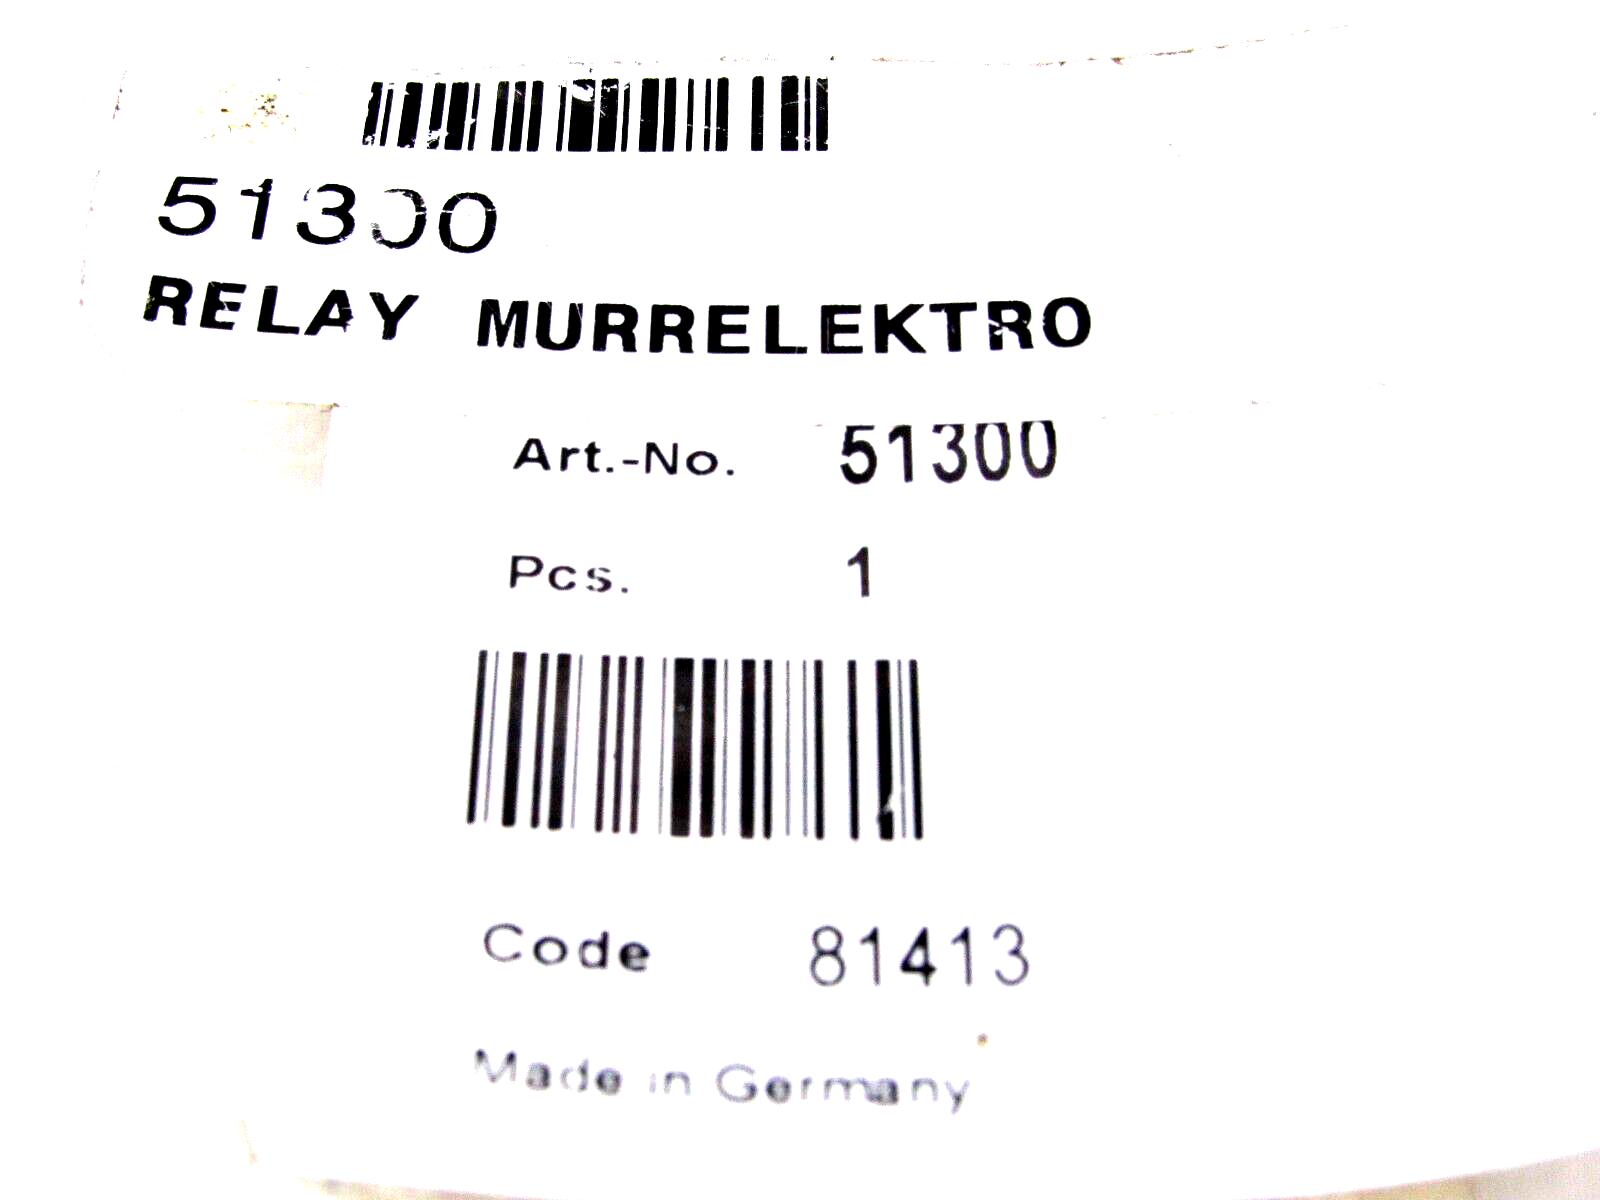 51300
RELAY MURRELEKTRO
Art.-No. 51300
Pcs. 1
Code 81413
Made in Germany